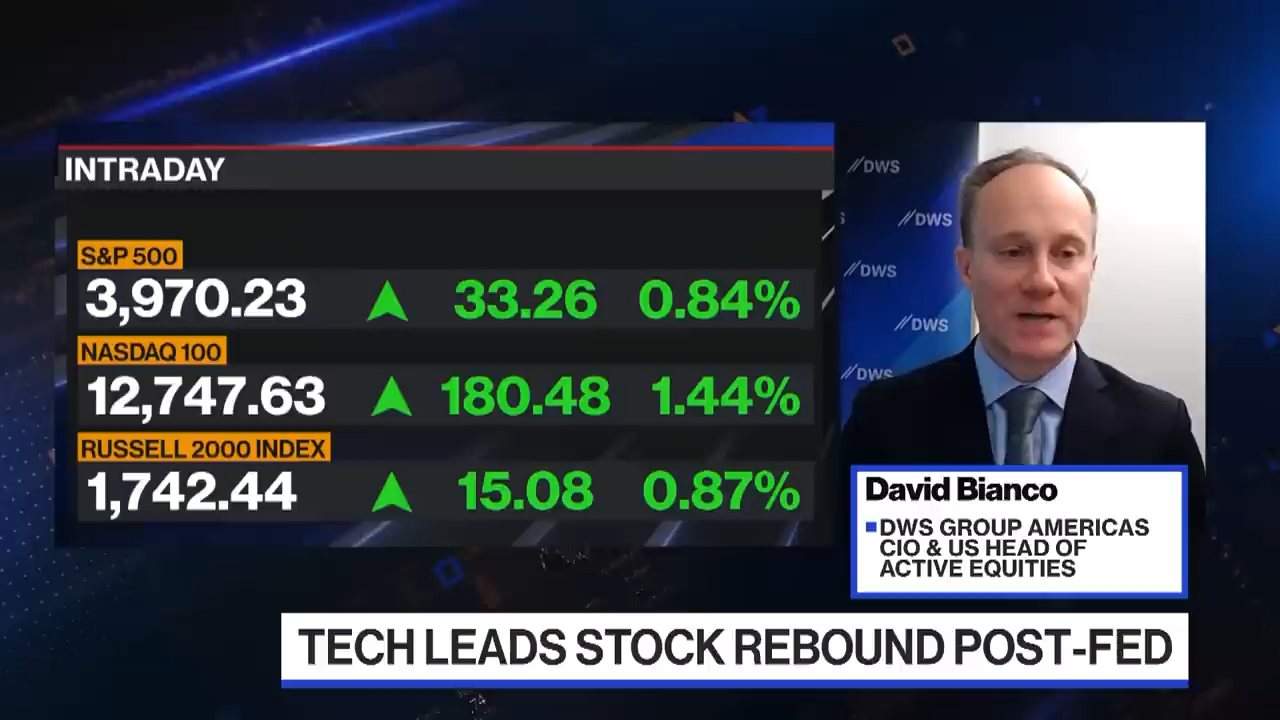 INTRADAY
S&P 500
3,970.23 33.26 0.84%
NASDAQ 100
12,747.63 180.48 1.44%
RUSSELL 2000 INDEX
1,742.44 15.08 0.87%
//DWS
//DWS
//DWS
//DWS
//DWS
David Bianco
DWS GROUP AMERICAS
CIO & US HEAD OF
ACTIVE EQUITIES
TECH LEADS STOCK REBOUND POST-FED